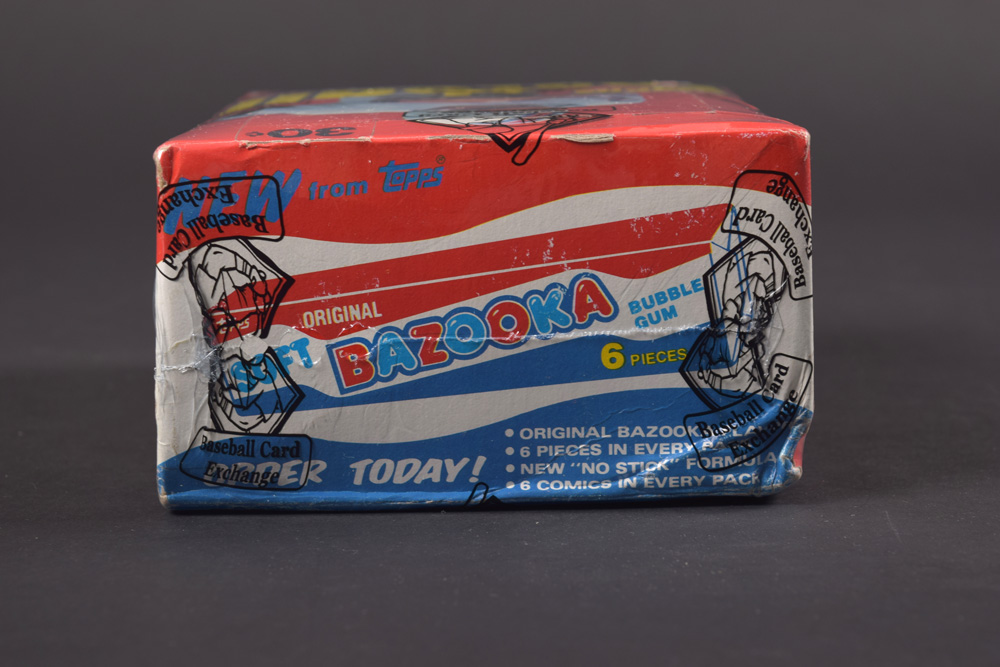 30¢
NEW from Topps®
Baseball Card
Exchange
Baseball Card
Exchange
ORIGINAL
SOFT BAZOOKA BUBBLE
GUM
6 PIECES
Baseball Card
Exchange
Baseball Card
Exchange
ORDER TODAY!
• ORIGINAL BAZOOKA
• 6 PIECES IN EVERY
• NEW "NO STICK" FORMULA
• 6 COMICS IN EVERY PACK